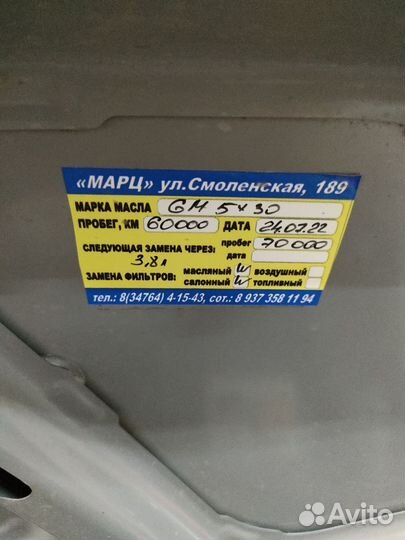 «МАРЦ» ул.Смоленская, 189
МАРКА МАСЛА GM 5x30
ПРОБЕГ, КМ 60000 ДАТА 24.07.22
СЛЕДУЮЩАЯ ЗАМЕНА ЧЕРЕЗ: пробег 70000
3,8л дата
ЗАМЕНА ФИЛЬТРОВ: масляный воздушный
салонный топливный
тел.: 8(34764) 4-15-43, сот.: 8 937 358 11 94
Avito